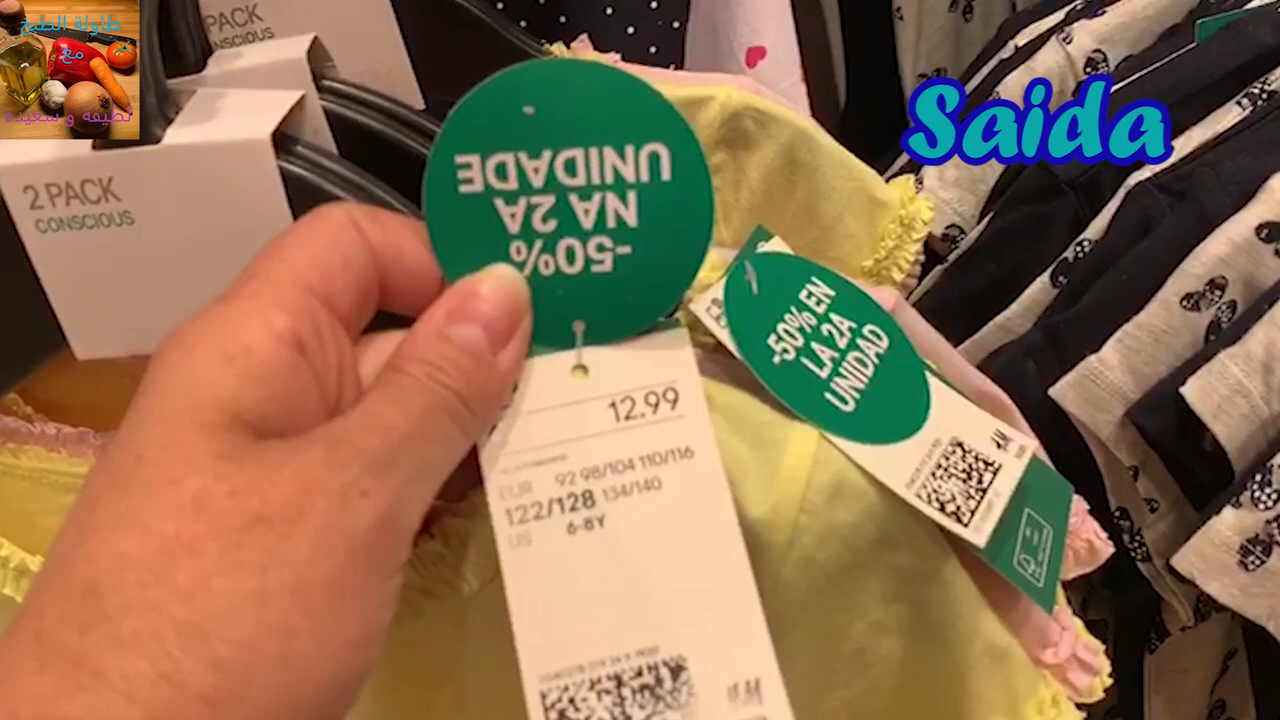 طاولة الطبخ
مع
لطيفة و سعيده
PACK
CONSCIOUS
2 PACK
CONSCIOUS
Saida
-50%
NA 2A
UNIDADE
-50% EN
LA 2A
UNIDAD
12.99
EUR 92 98/104 110/116
122/128 134/140
US 6-8Y
H&M
H&M